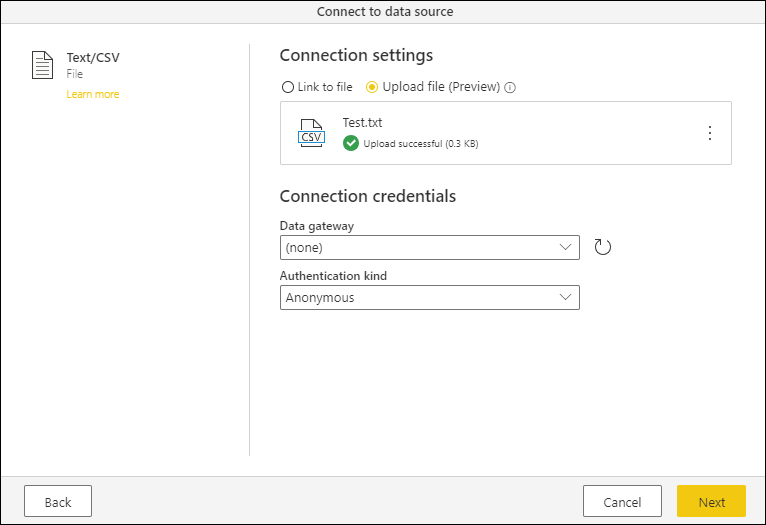 Connect to data source
Text/CSV
File
Learn more
Connection settings
Link to file
Upload file (Preview)
CSV
Test.txt
Upload successful (0.3 KB)
Connection credentials
Data gateway
(none)
Authentication kind
Anonymous
Back
Cancel
Next